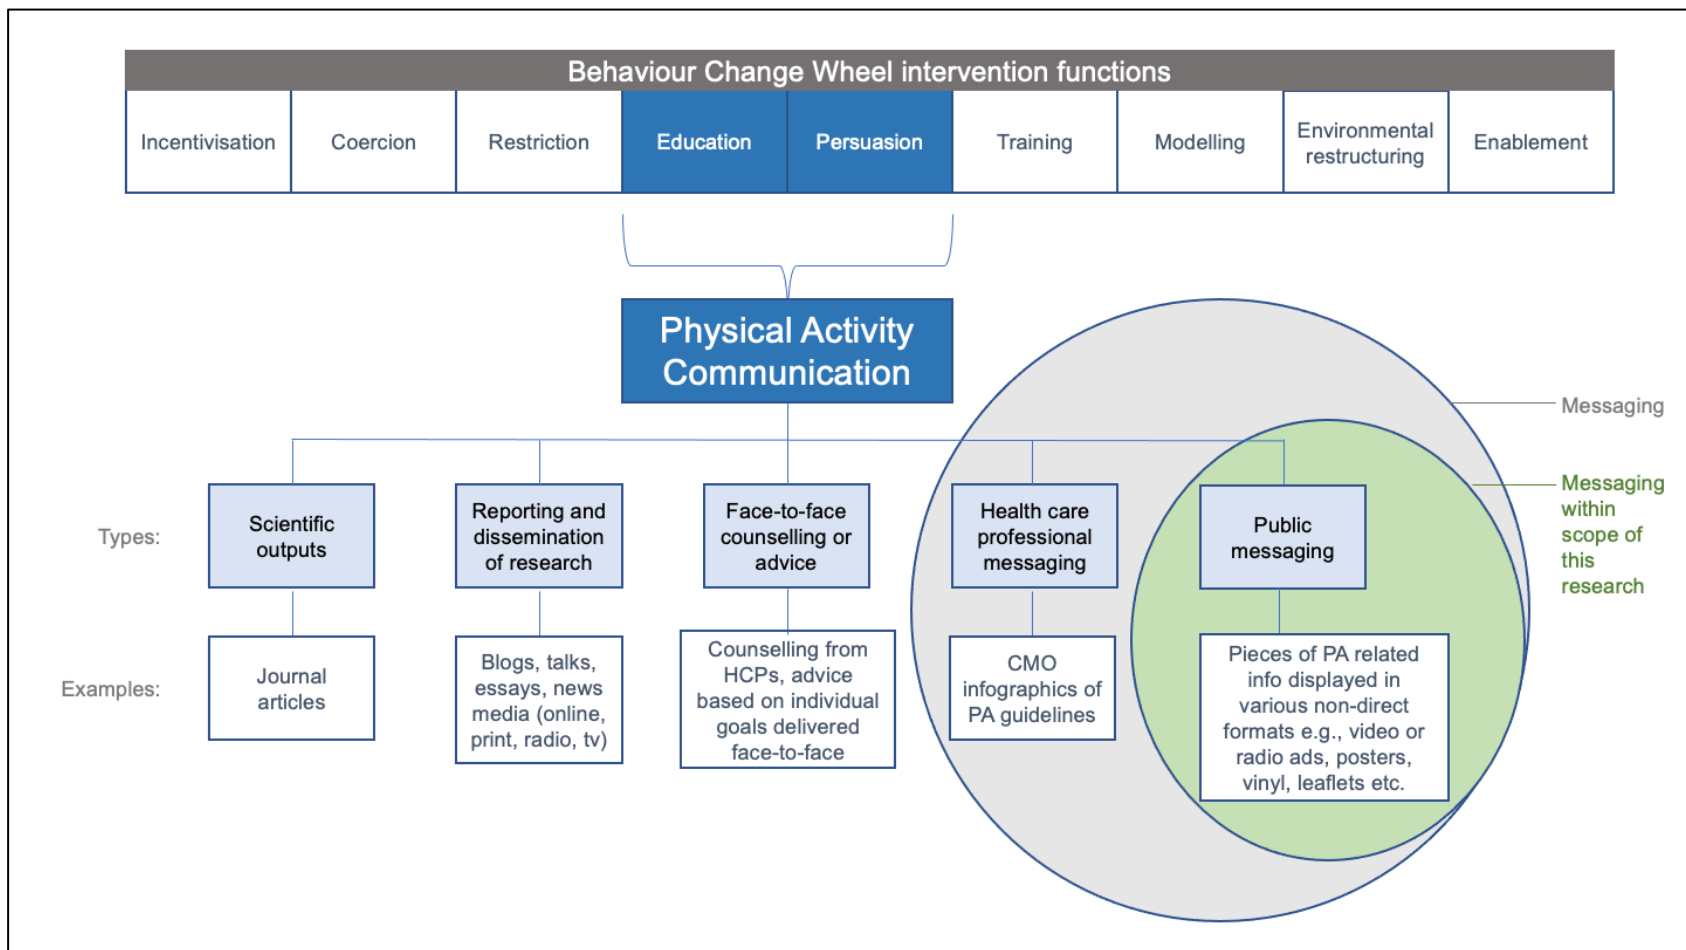 Behaviour Change Wheel intervention functions
Incentivisation
Coercion
Restriction
Education
Persuasion
Training
Modelling
Environmental
restructuring
Enablement
Physical Activity
Communication
Messaging
Messaging
within
scope of
this
research
Types:
Scientific
outputs
Reporting and
dissemination
of research
Face-to-face
counselling or
advice
Health care
professional
messaging
Public
messaging
Examples:
Journal
articles
Blogs, talks,
essays, news
media (online,
print, radio, tv)
Counselling from
HCPs, advice
based on individual
goals delivered
face-to-face
CMO
infographics of
PA guidelines
Pieces of PA related
info displayed in
various non-direct
formats e.g., video or
radio ads, posters,
vinyl, leaflets etc.